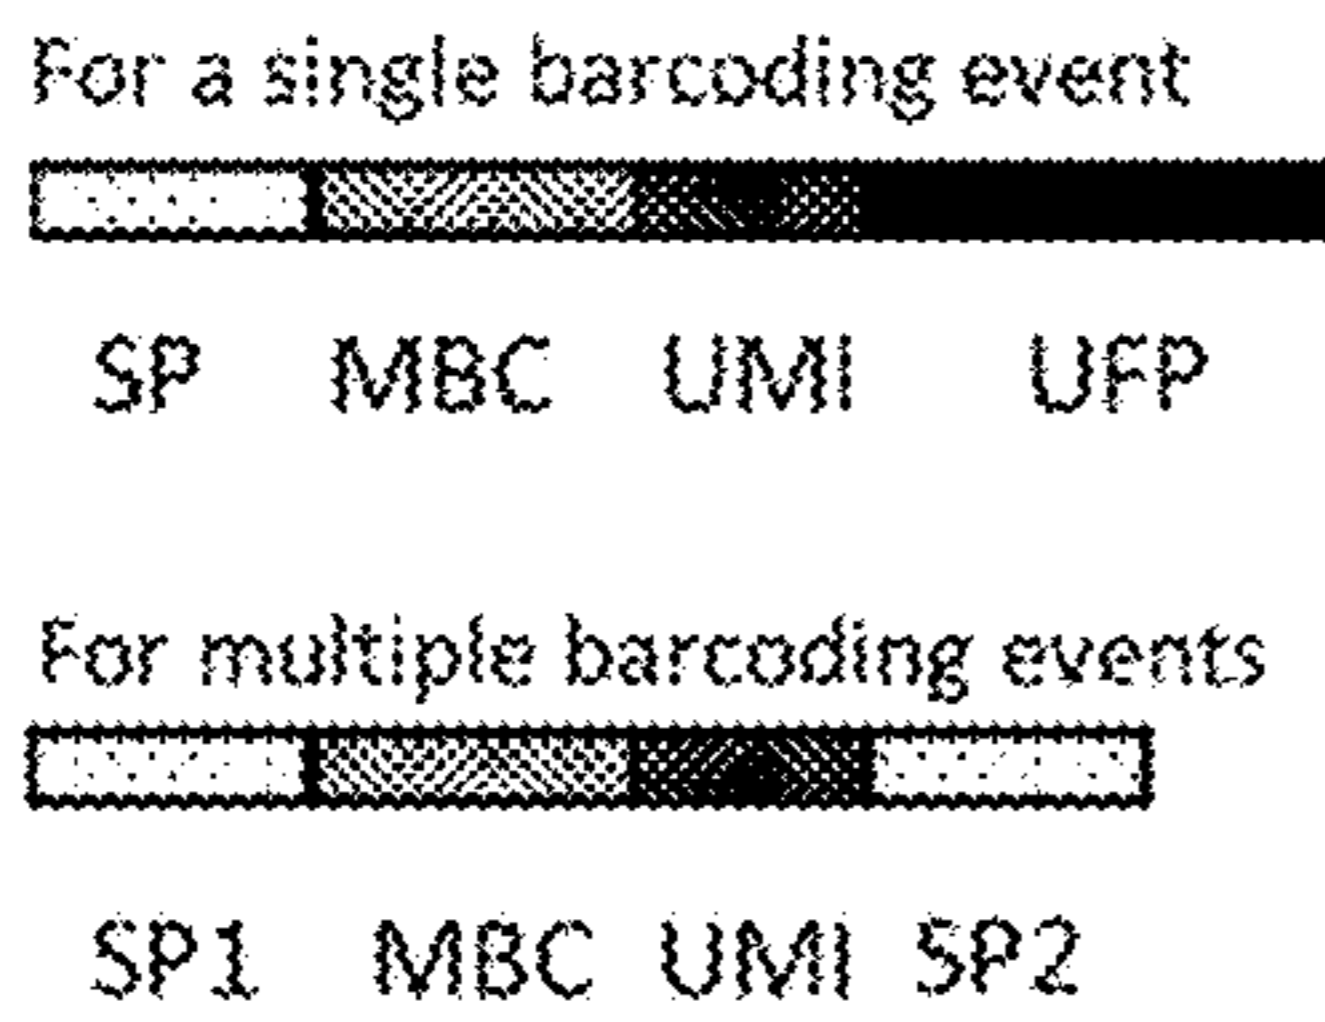 For a single barcoding event
SP MBC UMI UFP
For multiple barcoding events
SP1 MBC UMI SP2